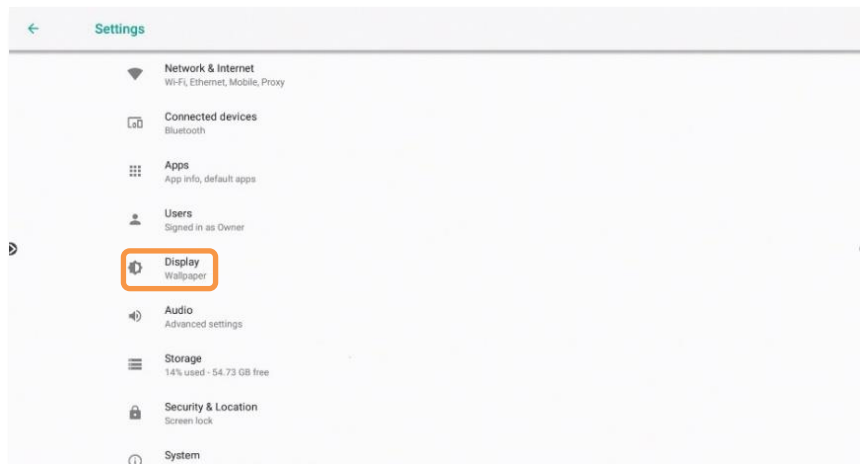 Settings
Network & Internet
Wi-Fi, Ethernet, Mobile, Proxy
Connected devices
Bluetooth
Apps
App info, default apps
Users
Signed in as Owner
Display
Wallpaper
Audio
Advanced settings
Storage
14% used - 54.73 GB free
Security & Location
Screen lock
System